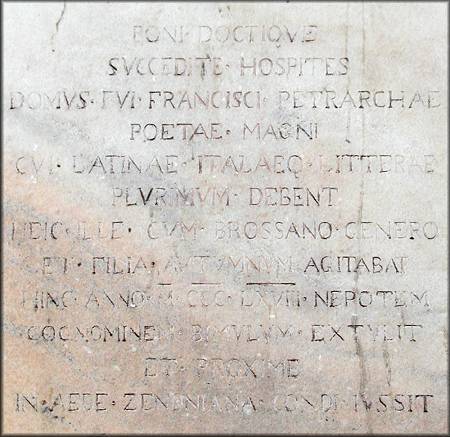 BONI · DOCTIQVE
SVCCEDITE · HOSPITES
DOMVS · FVI · FRANCISCI · PETRARCHAE
POETAE · MAGNI
CVI · LATINAE · ITALAEQ · LITTERAE
PLVRIMVM · DEBENT
HEIC · ILLE · CVM · BROSSANO · GENERO
ET · FILIA · AVTVMNVM · AGITABAT
HINC · ANNO · M · CCC · LXVIII · NEPOTEM
COGNOMINEM · BIMVLVM · EXTVLIT
ET · PROXIME
IN · AEDE · ZENONIANA · CONDI · IVSSIT